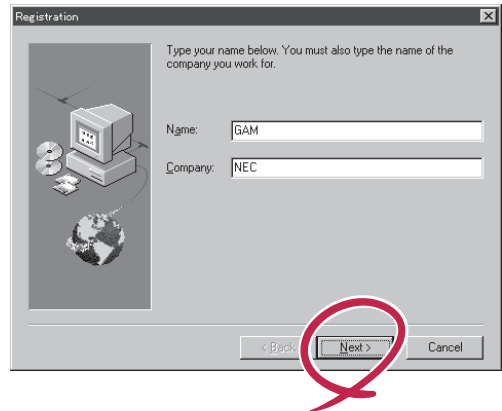 Registration
Type your name below. You must also type the name of the
company you work for.
Name: GAM
Company: NEC
< Back Next > Cancel